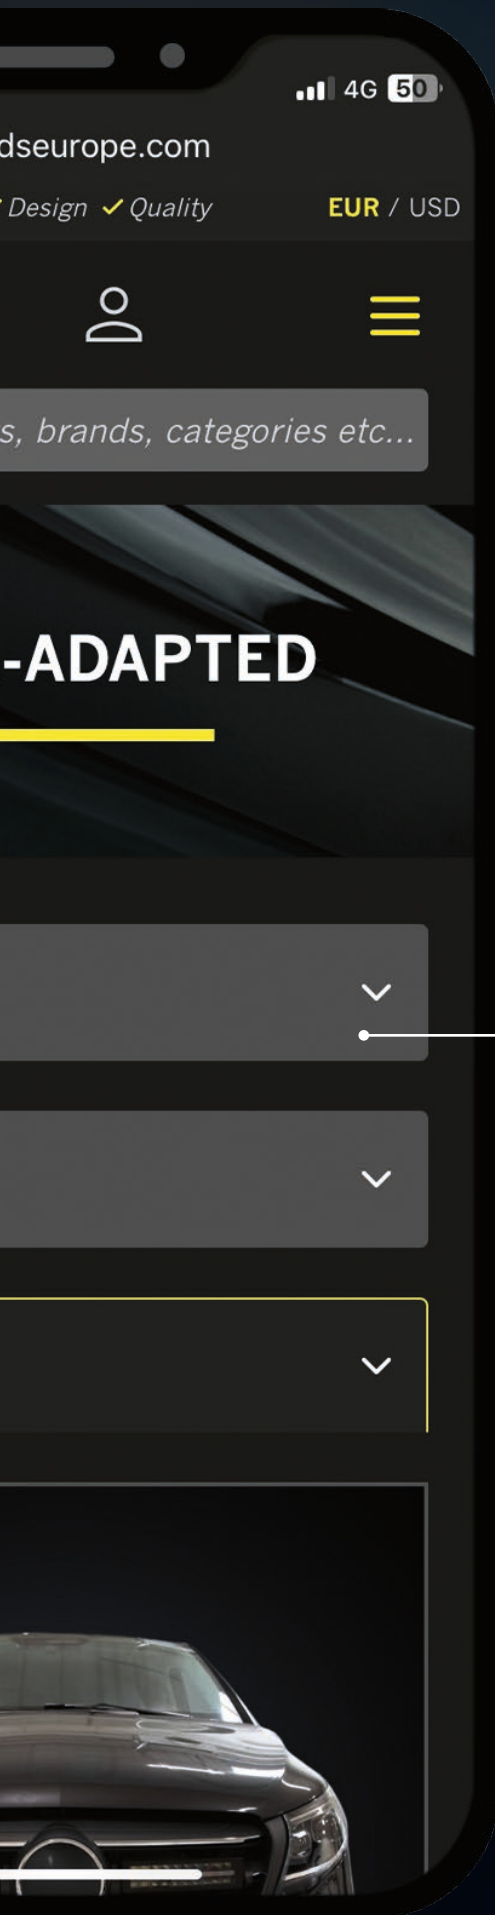 4G 50
dseurope.com
Design ✓ Quality EUR / USD
s, brands, categories etc...
-ADAPTED